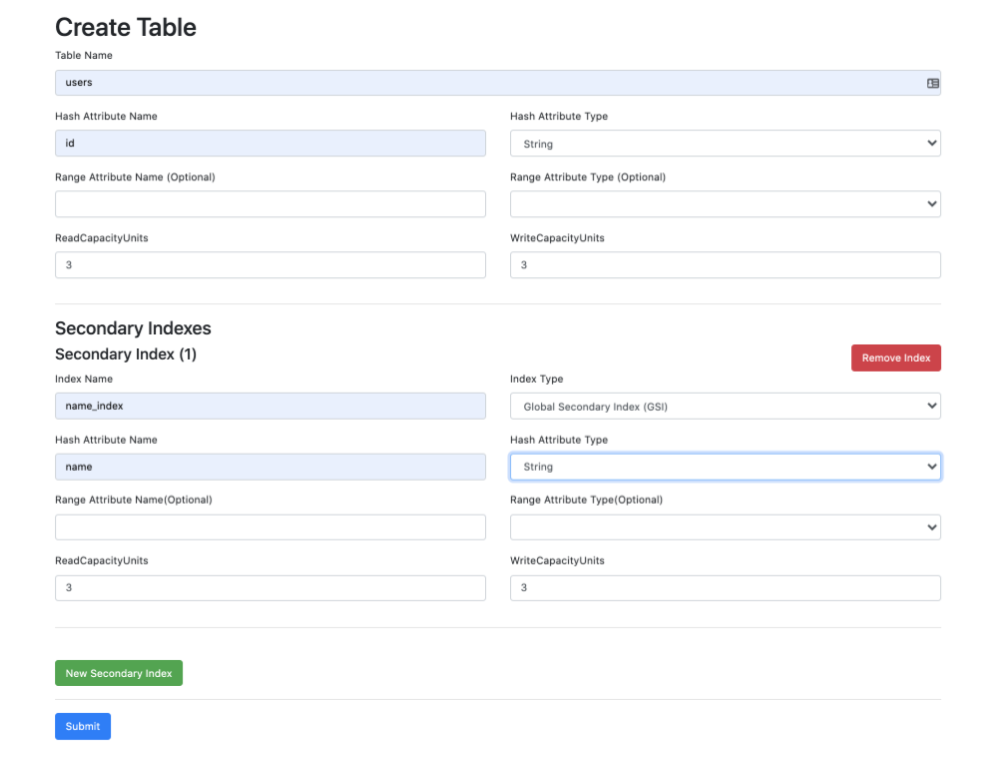 Create Table
Table Name
users
Hash Attribute Name
Hash Attribute Type
id
String
Range Attribute Name (Optional)
Range Attribute Type (Optional)
ReadCapacityUnits
WriteCapacityUnits
3
3
Secondary Indexes
Secondary Index (1)
Remove Index
Index Name
Index Type
name_index
Global Secondary Index (GSI)
Hash Attribute Name
Hash Attribute Type
name
String
Range Attribute Name(Optional)
Range Attribute Type(Optional)
ReadCapacityUnits
WriteCapacityUnits
3
3
New Secondary Index
Submit